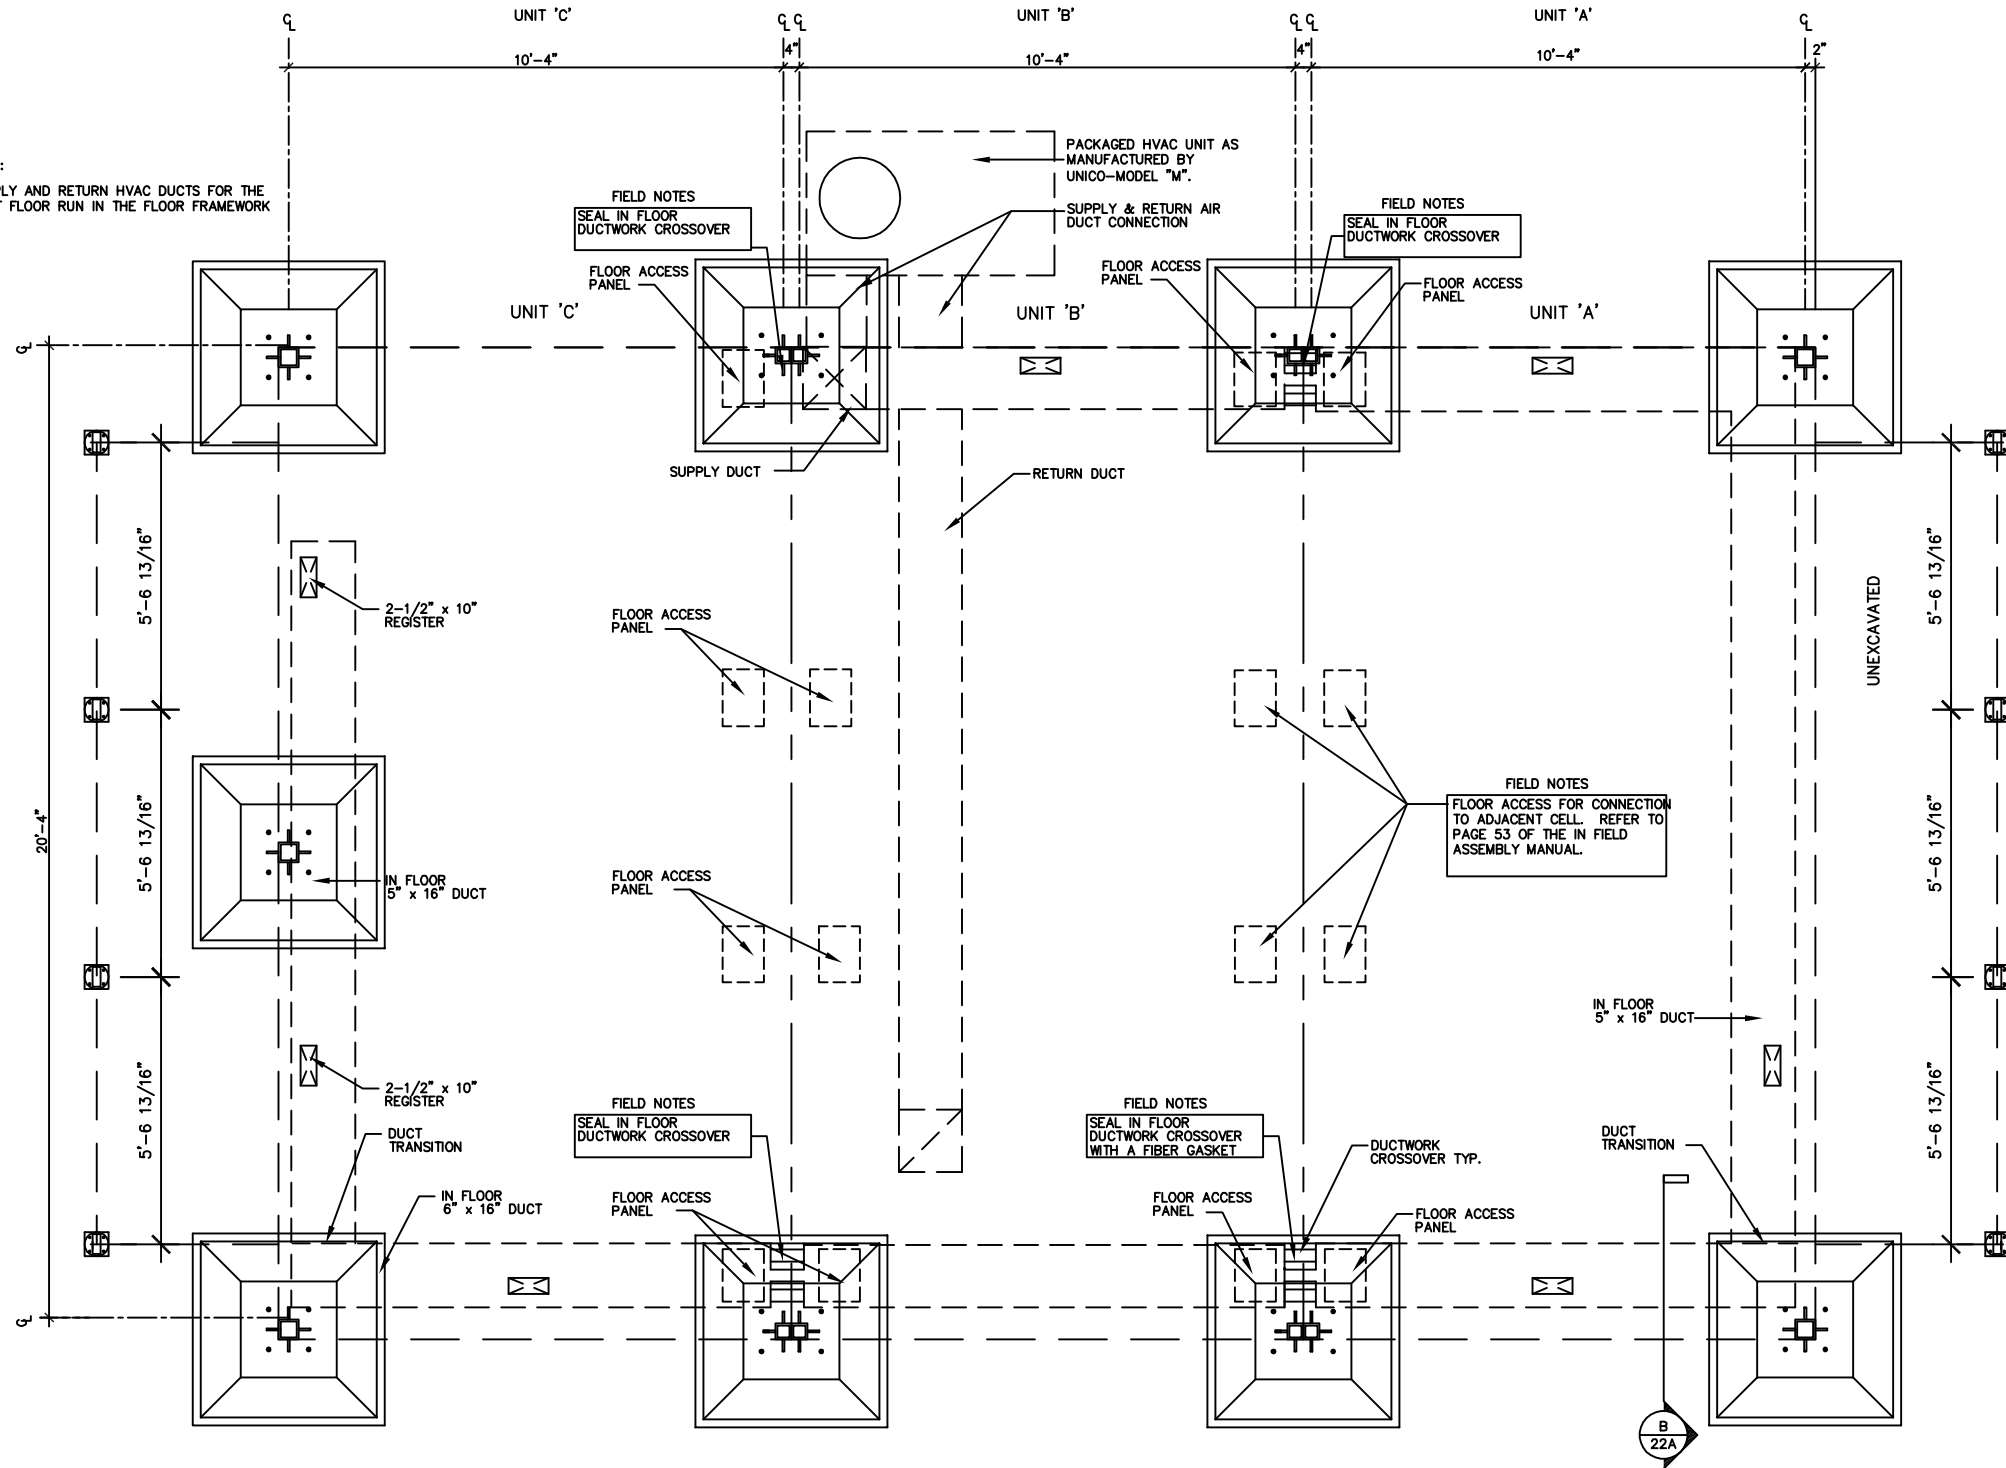 UNIT 'C'
UNIT 'B'
UNIT 'A'
CL
CL CL
CL CL
CL
10'-4"
4"
10'-4"
4"
10'-4"
2"
:
PLY AND RETURN HVAC DUCTS FOR THE
T FLOOR RUN IN THE FLOOR FRAMEWORK
PACKAGED HVAC UNIT AS
MANUFACTURED BY
UNICO-MODEL "M".
FIELD NOTES
SEAL IN FLOOR
DUCTWORK CROSSOVER
SUPPLY & RETURN AIR
DUCT CONNECTION
FIELD NOTES
SEAL IN FLOOR
DUCTWORK CROSSOVER
FLOOR ACCESS
PANEL
FLOOR ACCESS
PANEL
FLOOR ACCESS
PANEL
UNIT 'C'
UNIT 'B'
UNIT 'A'
CL
SUPPLY DUCT
RETURN DUCT
5'-6 13/16"
5'-6 13/16"
UNEXCAVATED
2-1/2" x 10"
REGISTER
FLOOR ACCESS
PANEL
20'-4"
5'-6 13/16"
5'-6 13/16"
FIELD NOTES
FLOOR ACCESS FOR CONNECTION
TO ADJACENT CELL. REFER TO
PAGE 53 OF THE IN FIELD
ASSEMBLY MANUAL.
IN FLOOR
5" x 16" DUCT
FLOOR ACCESS
PANEL
IN FLOOR
5" x 16" DUCT
5'-6 13/16"
5'-6 13/16"
2-1/2" x 10"
REGISTER
FIELD NOTES
SEAL IN FLOOR
DUCTWORK CROSSOVER
FIELD NOTES
SEAL IN FLOOR
DUCTWORK CROSSOVER
WITH A FIBER GASKET
DUCT
TRANSITION
DUCTWORK
CROSSOVER TYP.
DUCT
TRANSITION
IN FLOOR
6" x 16" DUCT
FLOOR ACCESS
PANEL
FLOOR ACCESS
PANEL
FLOOR ACCESS
PANEL
CL
B
22A